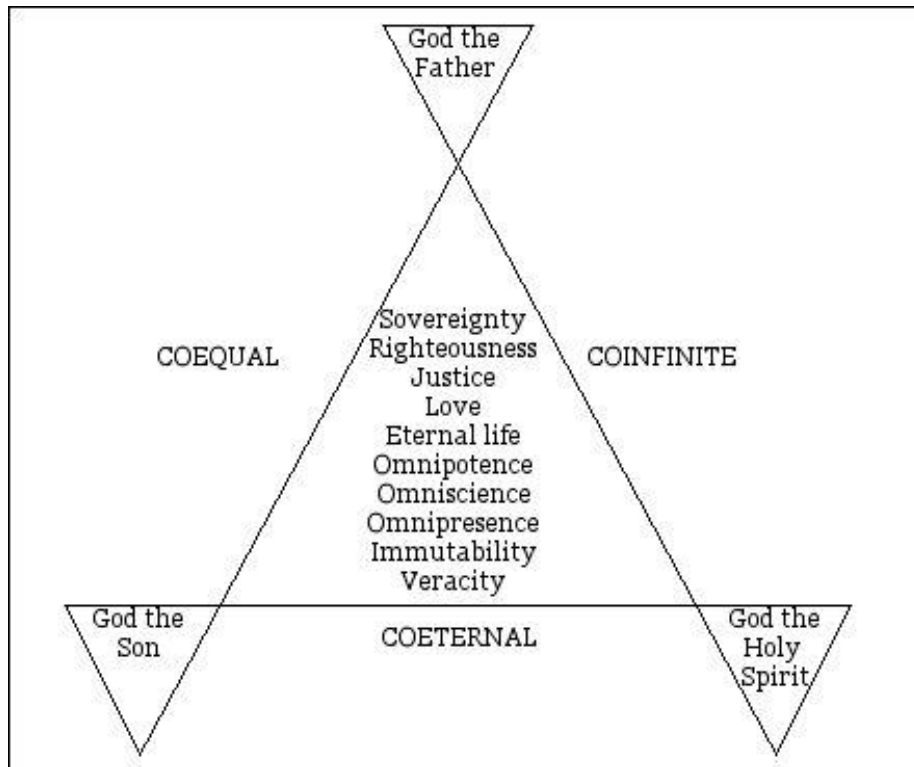 God the
Father
COEQUAL
COINFINITE
Sovereignty
Righteousness
Justice
Love
Eternal life
Omnipotence
Omniscience
Omnipresence
Immutability
Veracity
God the
Son
COETERNAL
God the
Holy
Spirit